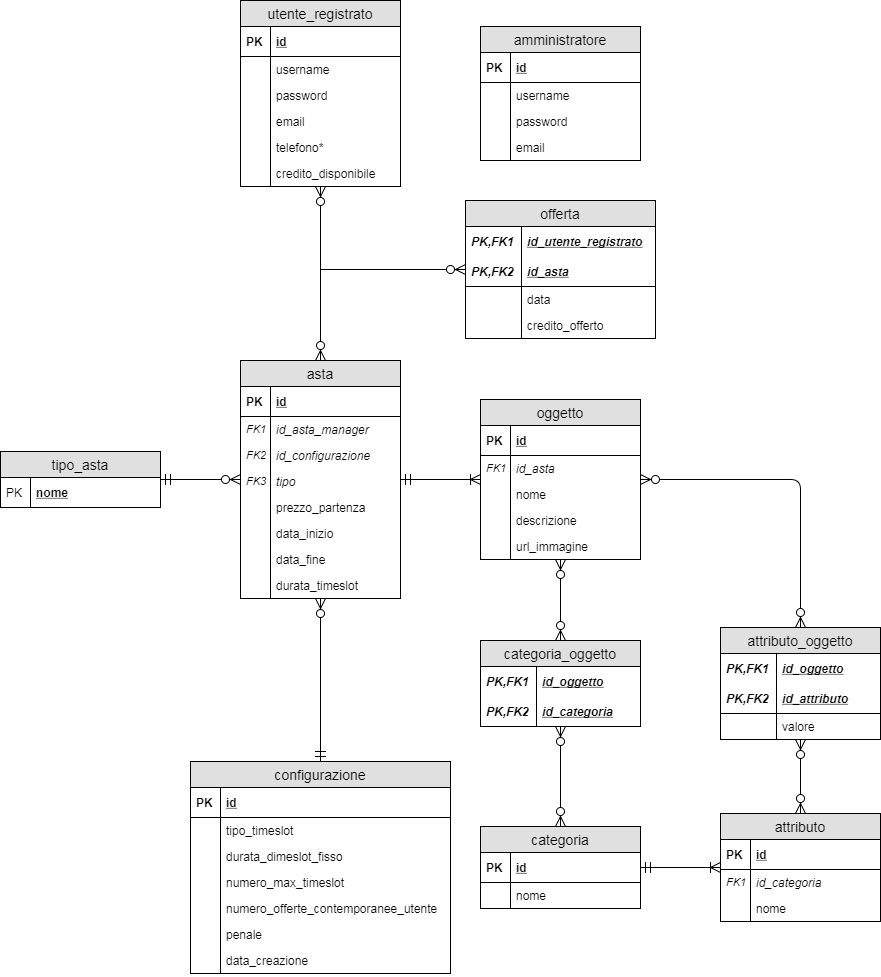 utente_registrato
PK id
username
password
email
telefono*
credito_disponibile
amministratore
PK id
username
password
email
offerta
PK,FK1 id_utente_registrato
PK,FK2 id_asta
data
credito_offerto
asta
PK id
FK1 id_asta_manager
FK2 id_configurazione
FK3 tipo
prezzo_partenza
data_inizio
data_fine
durata_timeslot
tipo_asta
PK nome
oggetto
PK id
FK1 id_asta
nome
descrizione
url_immagine
categoria_oggetto
PK,FK1 id_oggetto
PK,FK2 id_categoria
attributo_oggetto
PK,FK1 id_oggetto
PK,FK2 id_attributo
valore
configurazione
PK id
tipo_timeslot
durata_dimeslot_fisso
numero_max_timeslot
numero_offerte_contemporanee_utente
penale
data_creazione
categoria
PK id
nome
attributo
PK id
FK1 id_categoria
nome